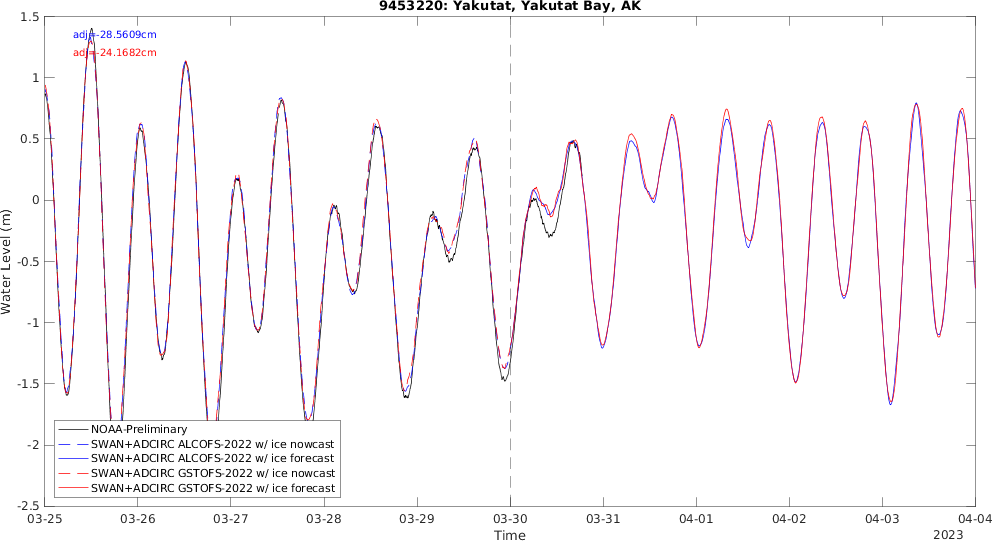 9453220: Yakutat, Yakutat Bay, AK
adj=-28.5609cm
adj=-24.1682cm
Water Level (m)
1.5
1
0.5
0
-0.5
-1
-1.5
-2
-2.5
NOAA-Preliminary
SWAN+ADCIRC ALCOFS-2022 w/ ice nowcast
SWAN+ADCIRC ALCOFS-2022 w/ ice forecast
SWAN+ADCIRC GSTOFS-2022 w/ ice nowcast
SWAN+ADCIRC GSTOFS-2022 w/ ice forecast
03-25 03-26 03-27 03-28 03-29 03-30 03-31 04-01 04-02 04-03 04-04
Time
2023